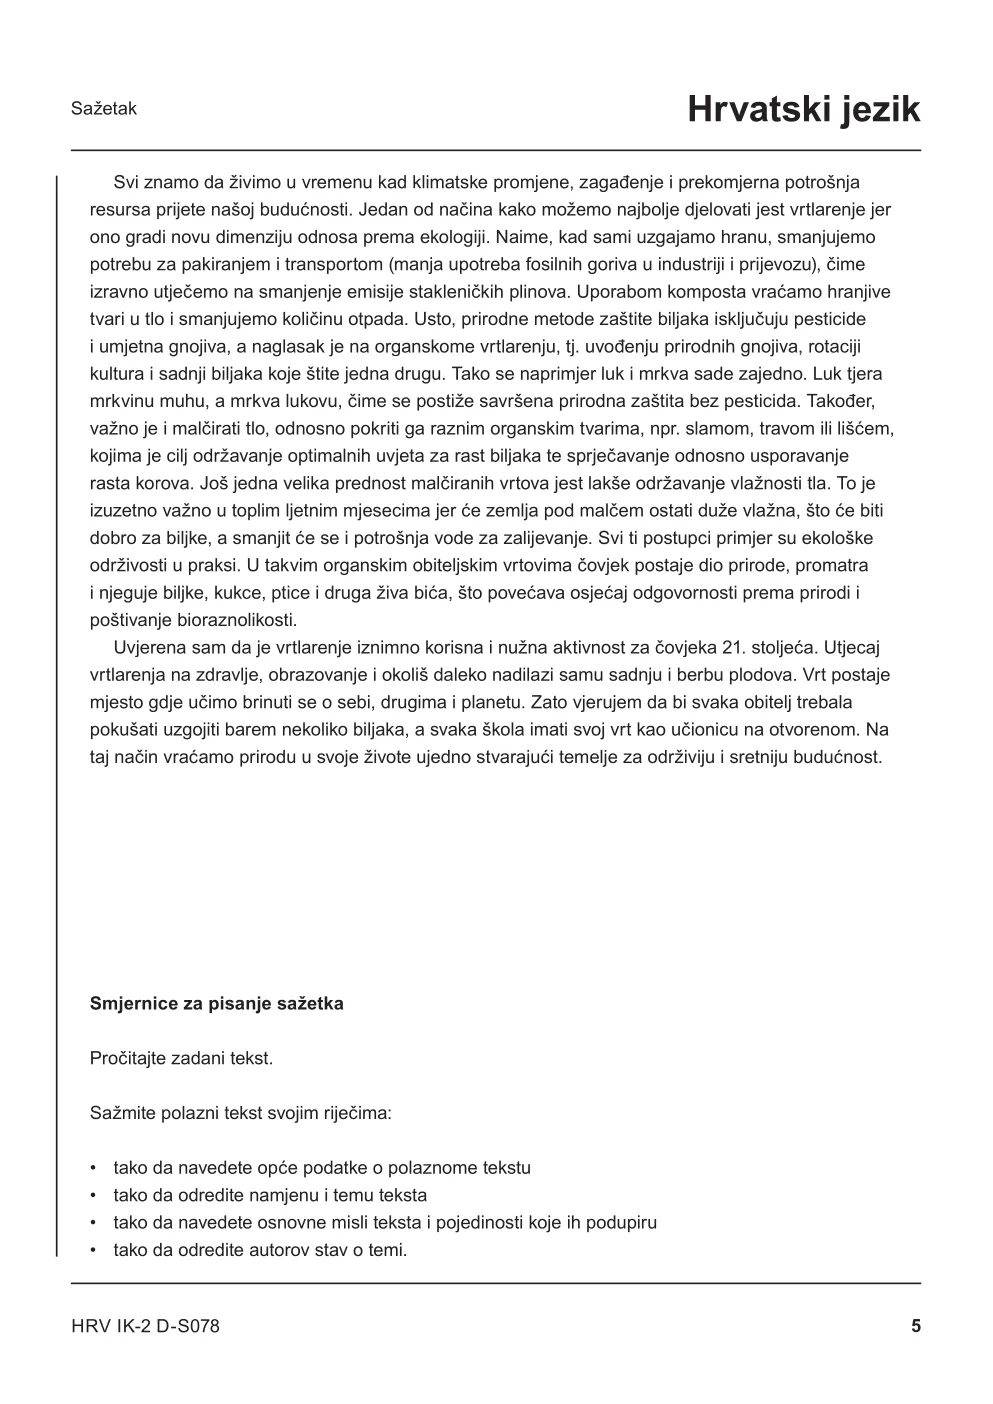 Sažetak
Hrvatski jezik
Svi znamo da živimo u vremenu kad klimatske promjene, zagađenje i prekomjerna potrošnja
resursa prijete našoj budućnosti. Jedan od načina kako možemo najbolje djelovati jest vrtlarenje jer
ono gradi novu dimenziju odnosa prema ekologiji. Naime, kad sami uzgajamo hranu, smanjujemo
potrebu za pakiranjem i transportom (manja upotreba fosilnih goriva u industriji i prijevozu), čime
izravno utječemo na smanjenje emisije stakleničkih plinova. Uporabom komposta vraćamo hranjive
tvari u tlo i smanjujemo količinu otpada. Usto, prirodne metode zaštite biljaka isključuju pesticide
i umjetna gnojiva, a naglasak je na organskome vrtlarenju, tj. uvođenju prirodnih gnojiva, rotaciji
kultura i sadnji biljaka koje štite jedna drugu. Tako se naprimjer luk i mrkva sade zajedno. Luk tjera
mrkvinu muhu, a mrkva lukovu, čime se postiže savršena prirodna zaštita bez pesticida. Također,
važno je i malčirati tlo, odnosno pokriti ga raznim organskim tvarima, npr. slamom, travom ili lišćem,
kojima je cilj održavanje optimalnih uvjeta za rast biljaka te sprječavanje odnosno usporavanje
rasta korova. Još jedna velika prednost malčiranih vrtova jest lakše održavanje vlažnosti tla. To je
izuzetno važno u toplim ljetnim mjesecima jer će zemlja pod malčem ostati duže vlažna, što će biti
dobro za biljke, a smanjit će se i potrošnja vode za zalijevanje. Svi ti postupci primjer su ekološke
održivosti u praksi. U takvim organskim obiteljskim vrtovima čovjek postaje dio prirode, promatra
i njeguje biljke, kukce, ptice i druga živa bića, što povećava osjećaj odgovornosti prema prirodi i
poštivanje bioraznolikosti.
Uvjerena sam da je vrtlarenje iznimno korisna i nužna aktivnost za čovjeka 21. stoljeća. Utjecaj
vrtlarenja na zdravlje, obrazovanje i okoliš daleko nadilazi samu sadnju i berbu plodova. Vrt postaje
mjesto gdje učimo brinuti se o sebi, drugima i planetu. Zato vjerujem da bi svaka obitelj trebala
pokušati uzgojiti barem nekoliko biljaka, a svaka škola imati svoj vrt kao učionicu na otvorenom. Na
taj način vraćamo prirodu u svoje živote ujedno stvarajući temelje za održiviju i sretniju budućnost.
Smjernice za pisanje sažetka
Pročitajte zadani tekst.
Sažmite polazni tekst svojim riječima:
• tako da navedete opće podatke o polaznome tekstu
• tako da odredite namjenu i temu teksta
• tako da navedete osnovne misli teksta i pojedinosti koje ih podupiru
• tako da odredite autorov stav o temi.
HRV IK-2 D-S078
5